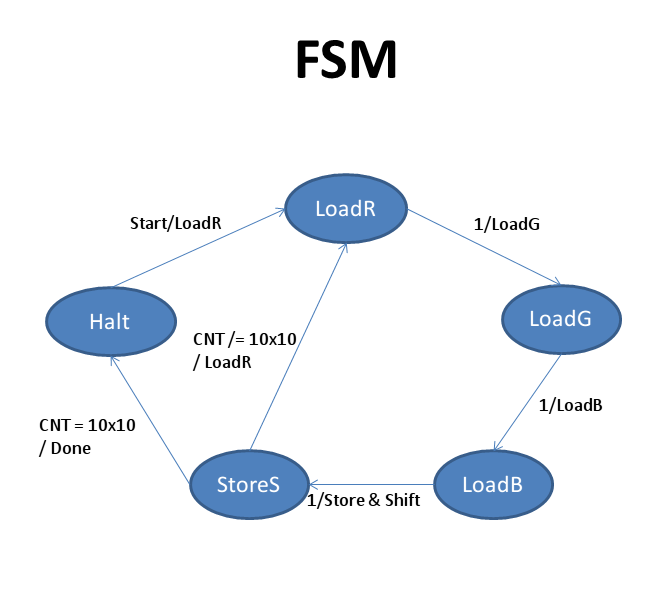 FSM
LoadR
Start/LoadR
1/LoadG
Halt
LoadG
CNT /= 10x10
/ LoadR
1/LoadB
CNT = 10x10
/ Done
StoreS
LoadB
1/Store & Shift